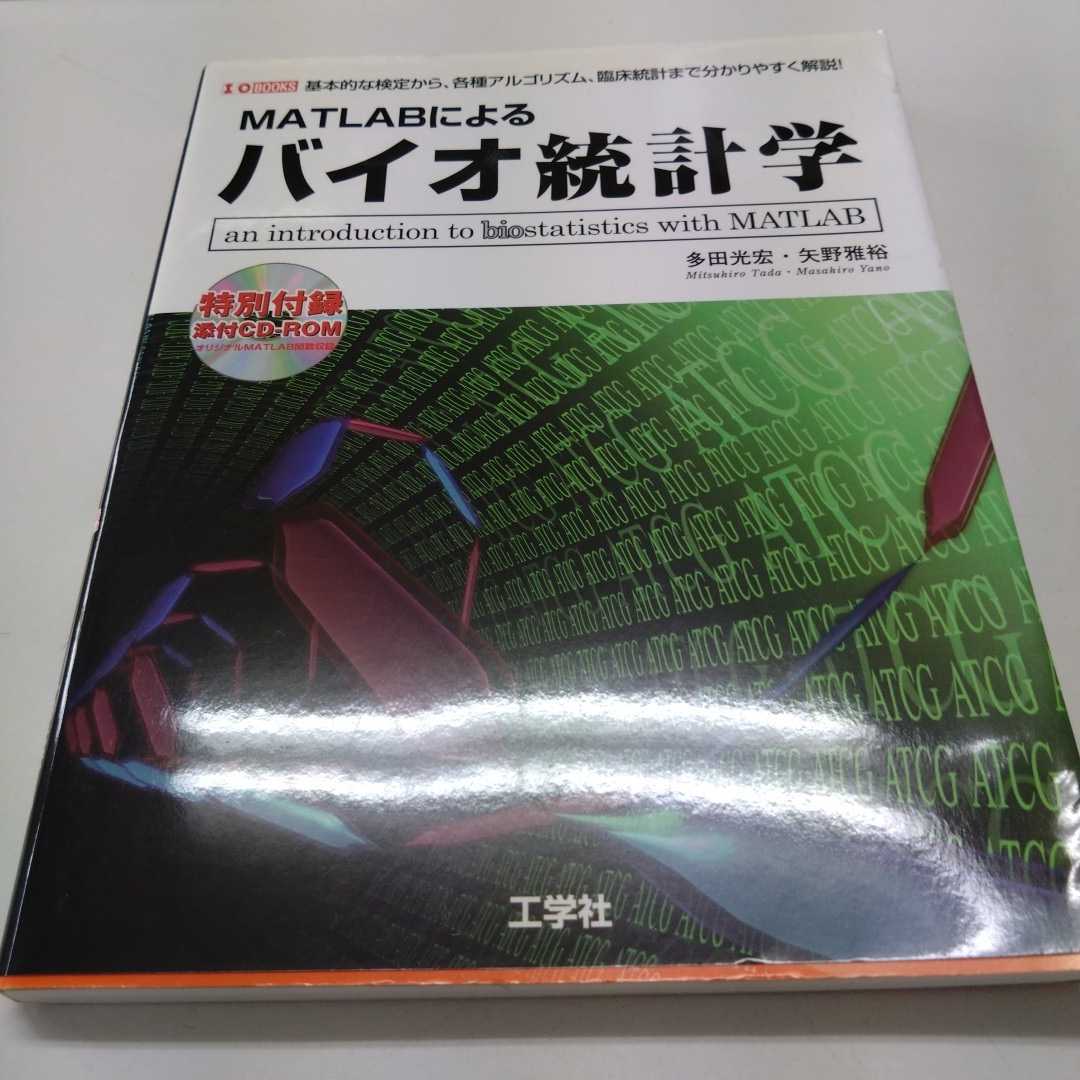 I O BOOKS 基本的な検定から、各種アルゴリズム、臨床統計まで分かりやすく解説!
MATLABによる
バイオ統計学
an introduction to biostatistics with MATLAB
多田光宏・矢野雅裕
Mitsuhiro Tada・Masahiro Yano
特別付録
添付CD-ROM
オリジナルMATLAB関数収録
ATCG ATCG ATCG ATCG
工学社